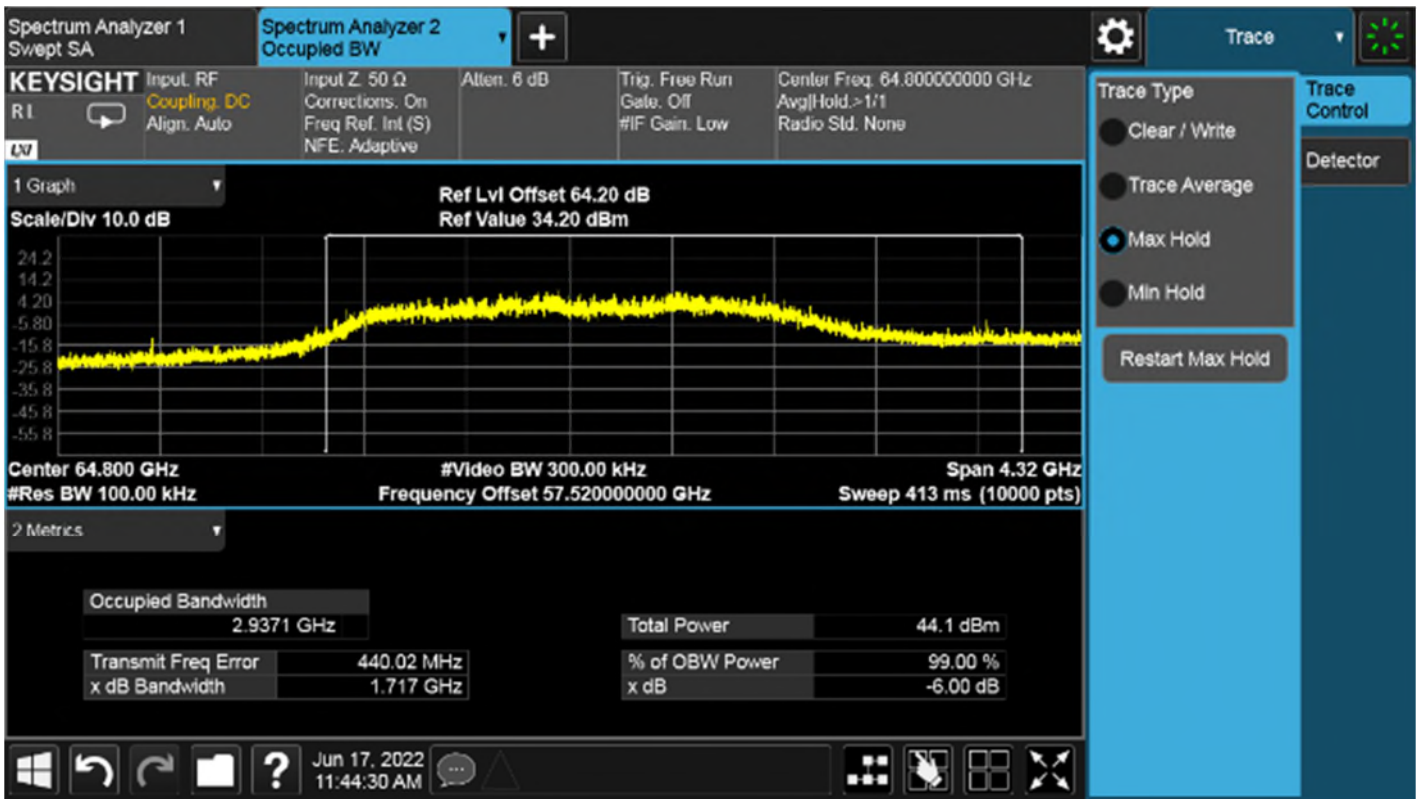 Spectrum Analyzer 1
Swept SA
Spectrum Analyzer 2
Occupied BW
Trace
KEYSIGHT
RL
LXI
Input: RF
Coupling: DC
Align: Auto
Input Z: 50 Ω
Corrections: On
Freq Ref: Int (S)
NFE: Adaptive
Atten: 6 dB
Trig: Free Run
Gate: Off
#IF Gain: Low
Center Freq: 64.800000000 GHz
Avg|Hold:>1/1
Radio Std: None
Trace Type
Clear / Write
Trace Average
Max Hold
Min Hold
Restart Max Hold
Trace
Control
Detector
1 Graph
Scale/Div 10.0 dB
Ref Lvl Offset 64.20 dB
Ref Value 34.20 dBm
24.2
14.2
4.20
-5.80
-15.8
-25.8
-35.8
-45.8
-55.8
Center 64.800 GHz
#Video BW 300.00 kHz
Span 4.32 GHz
#Res BW 100.00 kHz
Frequency Offset 57.520000000 GHz
Sweep 413 ms (10000 pts)
2 Metrics
Occupied Bandwidth
2.9371 GHz
Total Power 44.1 dBm
Transmit Freq Error 440.02 MHz
% of OBW Power 99.00 %
x dB Bandwidth 1.717 GHz
x dB -6.00 dB
?
Jun 17, 2022
11:44:30 AM